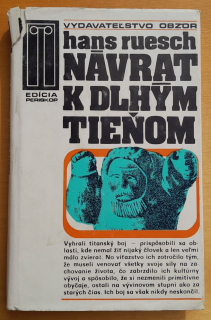 VYDAVATEĽSTVO OBZOR
EDÍCIA
PERISKOP
hans ruesch
NÁVRAT
K DLHÝM
TIEŇOM
Vyhrali titanský boj – prispôsobili sa ob-
lasti, kde nemal žiť nijaký človek a len veľmi
málo zvierat. No víťazstvo ich zotročilo tým,
že museli venovať všetky svoje sily na za-
chovanie života, čo zabrzdilo ich kultúrny
vývoj a spôsobilo, že si nezmenili primitívne
obyčaje, ostali na vývinovom stupni ako za
starých čias. Ich boj sa však nikdy neskončil.